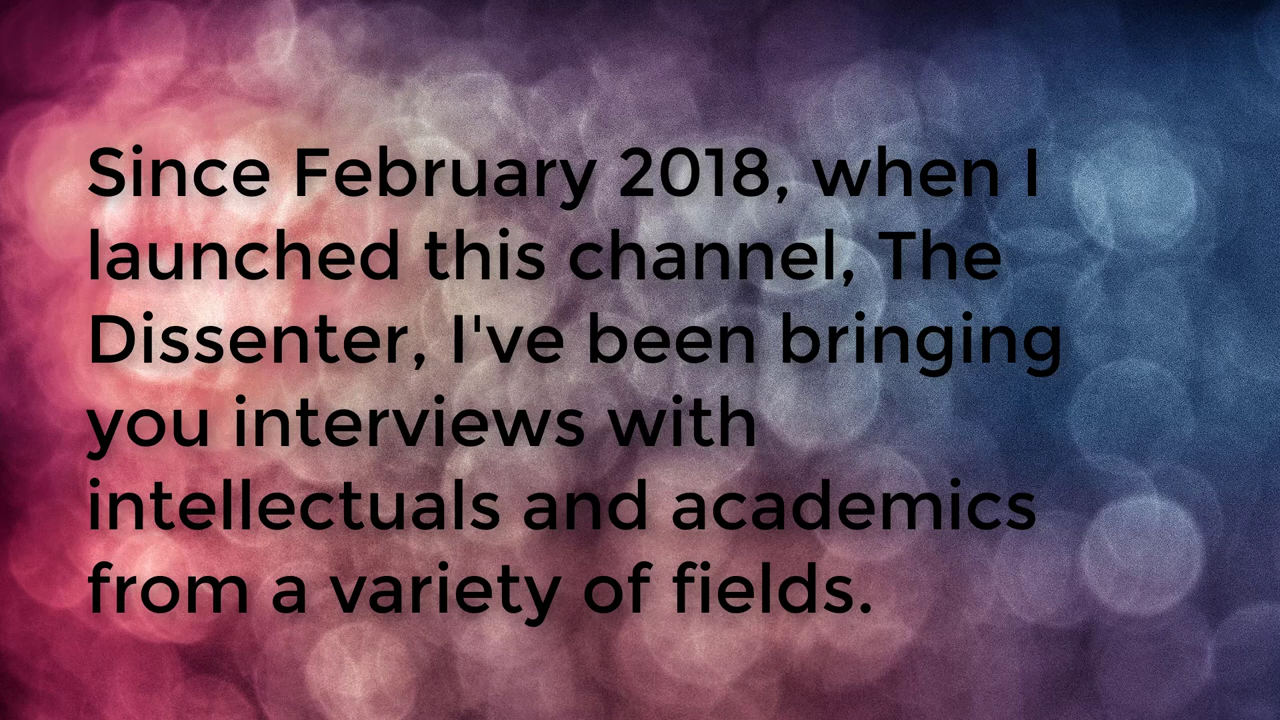 Since February 2018, when I
launched this channel, The
Dissenter, I've been bringing
you interviews with
intellectuals and academics
from a variety of fields.